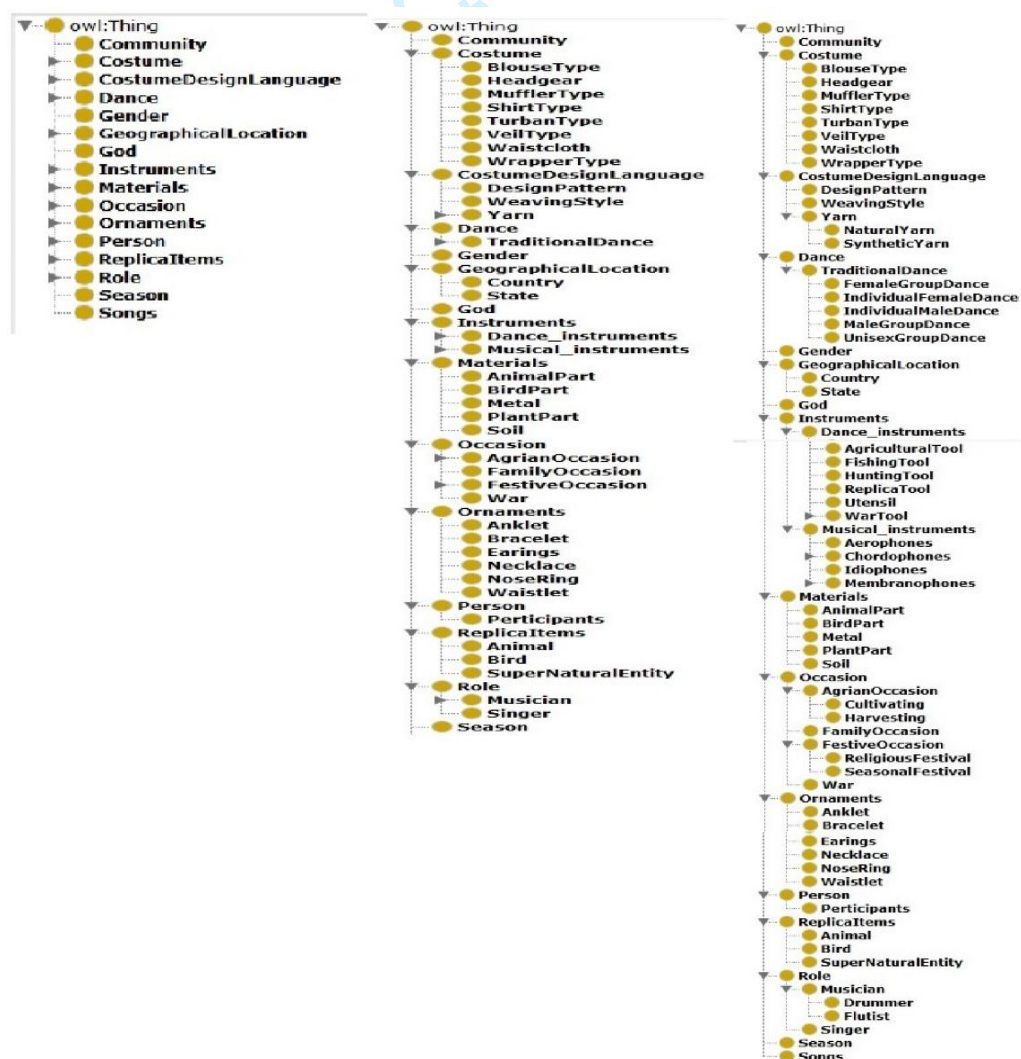 owl:Thing
Community
Costume
CostumeDesignLanguage
Dance
Gender
GeographicalLocation
God
Instruments
Materials
Occasion
Ornaments
Person
ReplicaItems
Role
Season
Songs
owl:Thing
Community
Costume
BlouseType
Headgear
MufflerType
ShirtType
TurbanType
VeilType
Waistcloth
WrapperType
CostumeDesignLanguage
DesignPattern
WeavingStyle
Yarn
Dance
TraditionalDance
Gender
GeographicalLocation
Country
State
God
Instruments
Dance_instruments
Musical_instruments
Materials
AnimalPart
BirdPart
Metal
PlantPart
Soil
Occasion
AgrianOccasion
FamilyOccasion
FestiveOccasion
War
Ornaments
Anklet
Bracelet
Earings
Necklace
NoseRing
Waistlet
Person
Perticipants
ReplicaItems
Animal
Bird
SuperNaturalEntity
Role
Musician
Singer
Season
owl:Thing
Community
Costume
BlouseType
Headgear
MufflerType
ShirtType
TurbanType
VeilType
Waistcloth
WrapperType
CostumeDesignLanguage
DesignPattern
WeavingStyle
Yarn
NaturalYarn
SyntheticYarn
Dance
TraditionalDance
FemaleGroupDance
IndividualFemaleDance
IndividualMaleDance
MaleGroupDance
UnisexGroupDance
Gender
GeographicalLocation
Country
State
God
Instruments
Dance_instruments
AgriculturalTool
FishingTool
HuntingTool
ReplicaTool
Utensil
WarTool
Musical_instruments
Aerophones
Chordophones
Idiophones
Membranophones
Materials
AnimalPart
BirdPart
Metal
PlantPart
Soil
Occasion
AgrianOccasion
Cultivating
Harvesting
FamilyOccasion
FestiveOccasion
ReligiousFestival
SeasonalFestival
War
Ornaments
Anklet
Bracelet
Earings
Necklace
NoseRing
Waistlet
Person
Perticipants
ReplicaItems
Animal
Bird
SuperNaturalEntity
Role
Musician
Drummer
Flutist
Singer
Season
Songs